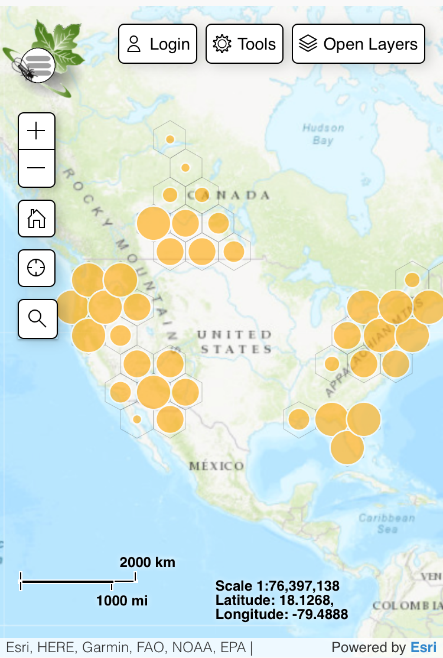 Login
Tools
Open Layers
Hudson
Bay
CANADA
ROCKY MOUNTAINS
UNITED
STATES
APPALACHIAN MTS
MÉXICO
Caribbean
Sea
VEN
COLOMBIA
2000 km
1000 mi
Scale 1:76,397,138
Latitude: 18.1268,
Longitude: -79.4888
Esri, HERE, Garmin, FAO, NOAA, EPA |
Powered by Esri